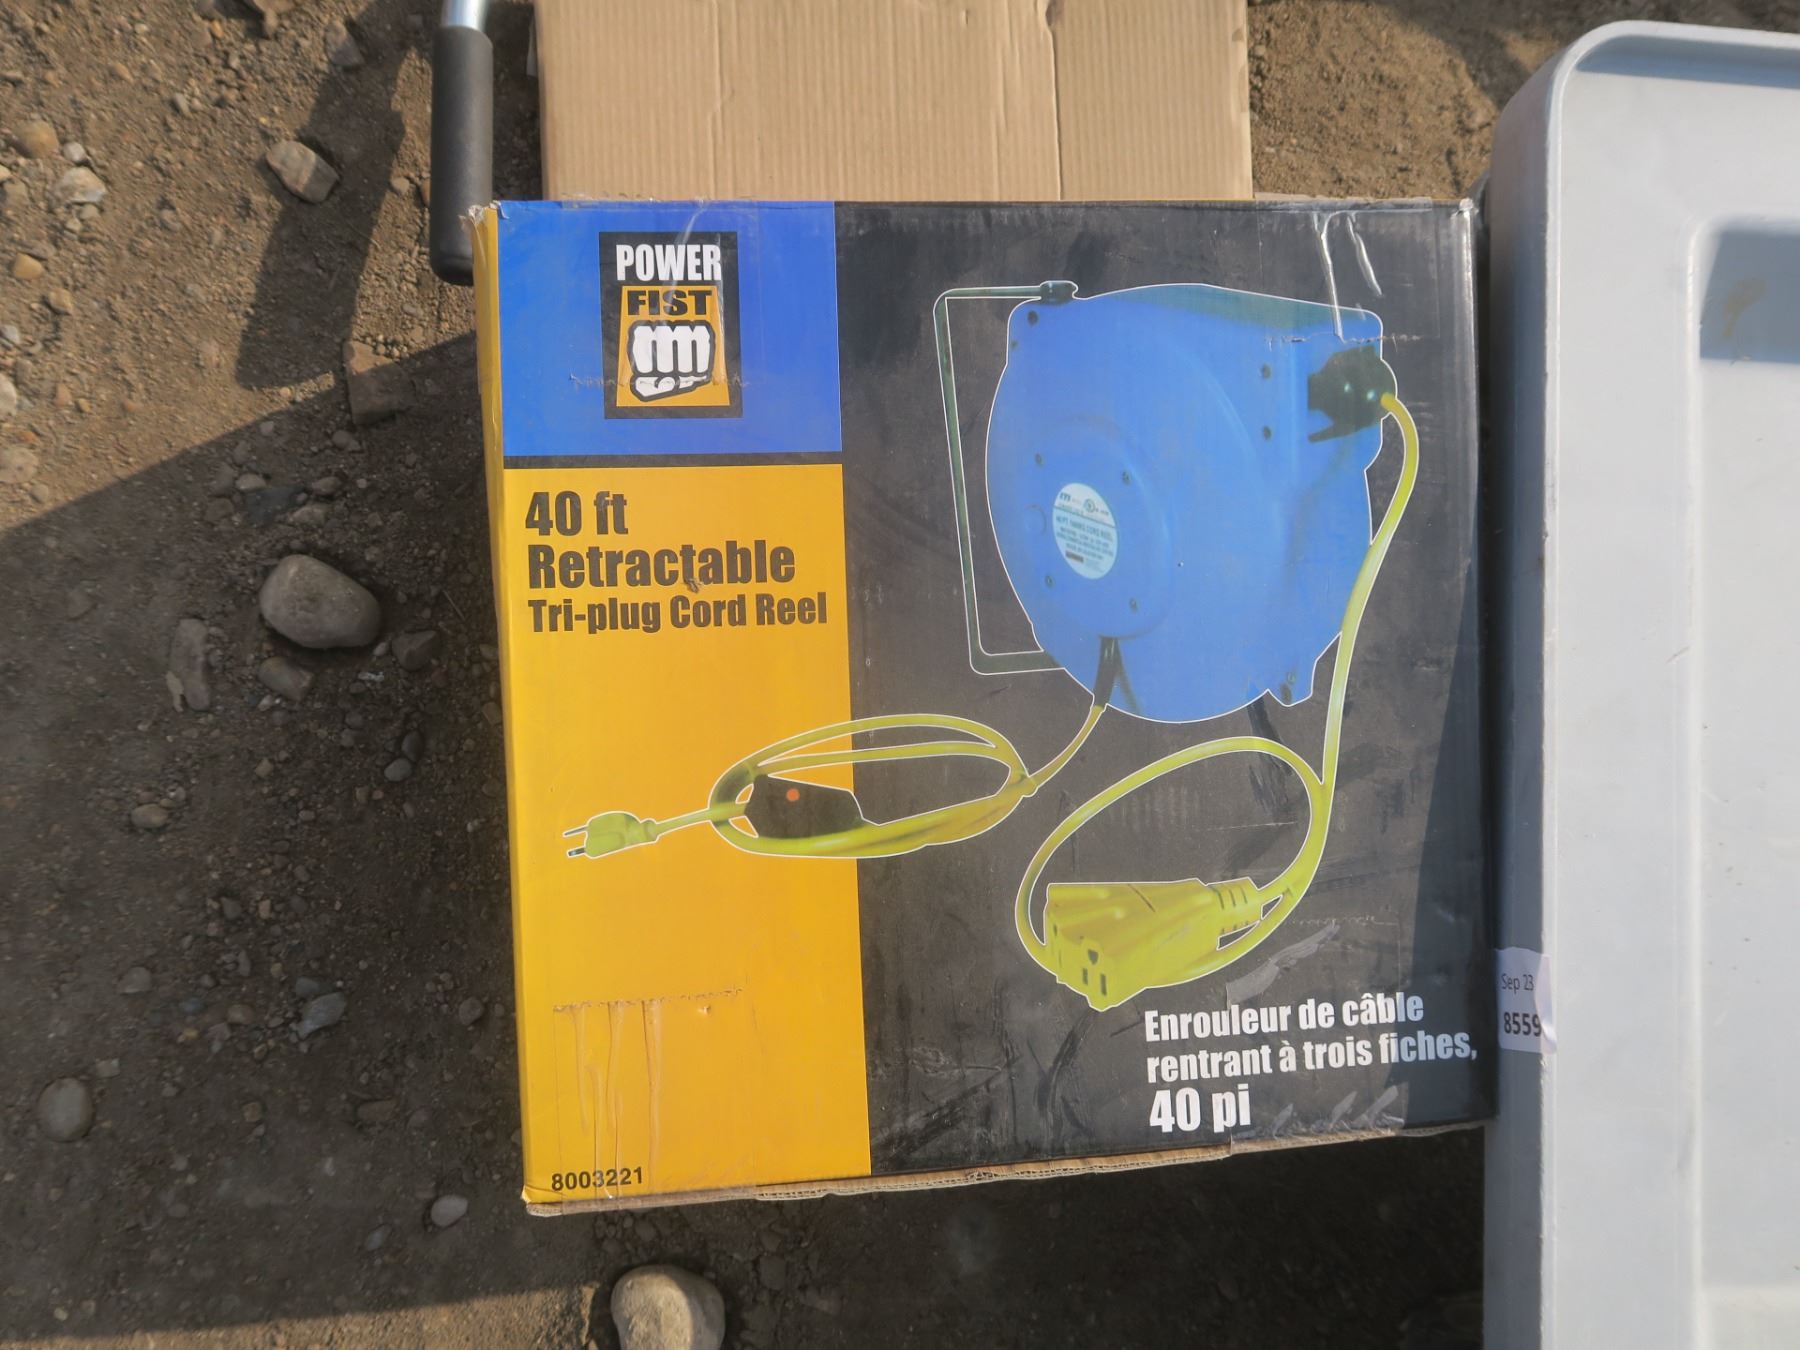 POWER
FIST
40 ft
Retractable
Tri-plug Cord Reel
Enrouleur de câble
rentrant à trois fiches,
40 pi
8003221
Sep 23
8559